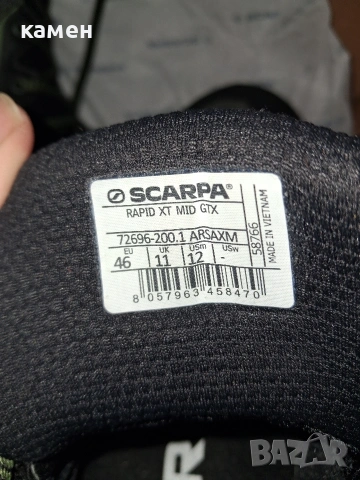 камен
SCARPA®
RAPID XT MID GTX
72696-200.1 ARSAXM
EU UK USm USw
46 11 12 -
8 057963 458470
58766
MADE IN VIETNAM
R
BAZAR